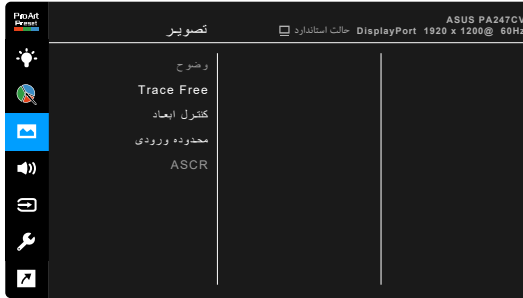 ProArt
Preset
تصویر
ASUS PA247CV
حالت استاندارد DisplayPort 1920 x 1200@ 60Hz
وضوح
Trace Free
کنترل ابعاد
محدوده ورودی
ASCR